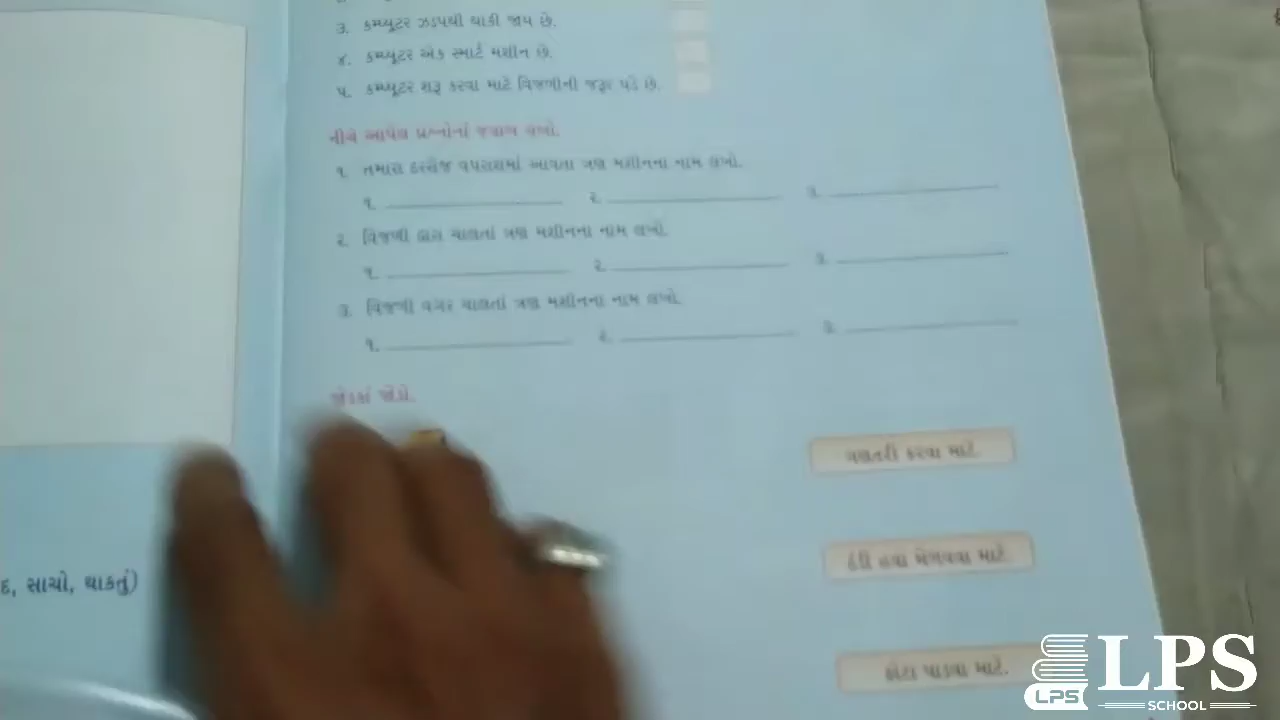 ૩. કમ્પ્યૂટર ઝડપથી થાકી જાય છે.
૪. કમ્પ્યૂટર એક સ્માર્ટ મશીન છે.
૫. કમ્પ્યૂટર શરૂ કરવા માટે વિજળીની જરૂર પડે છે.
નીચે આપેલ પ્રશ્નોનાં જવાબ લખો.
૧. તમારા દરરોજ વપરાશમાં આવતા ત્રણ મશીનના નામ લખો.
૧. ૨. ૩.
૨. વિજળી દ્વારા ચાલતાં ત્રણ મશીનના નામ લખો.
૧. ૨. ૩.
૩. વિજળી વગર ચાલતાં ત્રણ મશીનના નામ લખો.
૧. ૨. ૩.
જોડકાં જોડો.
ગણતરી કરવા માટે.
ઠંડી હવા મેળવવા માટે.
ફોટા પાડવા માટે.
દ, સાચો, થાકતું)
LPS
LPS
SCHOOL